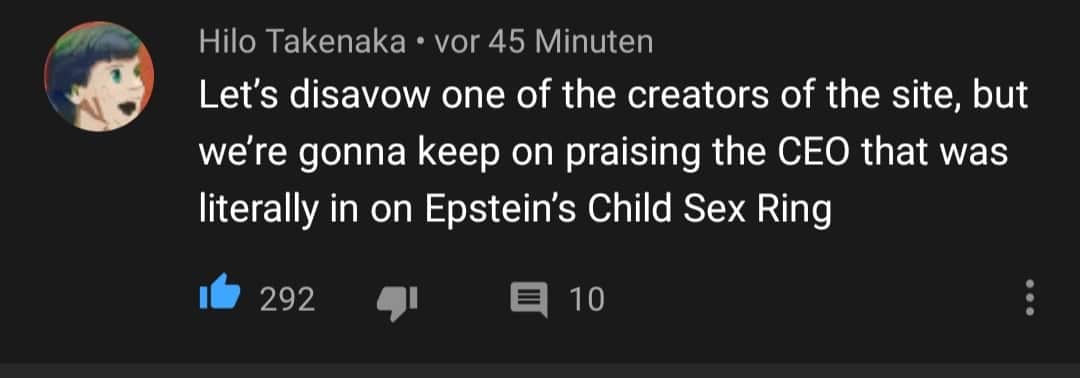 Hilo Takenaka • vor 45 Minuten
Let's disavow one of the creators of the site, but
we're gonna keep on praising the CEO that was
literally in on Epstein's Child Sex Ring
292 10